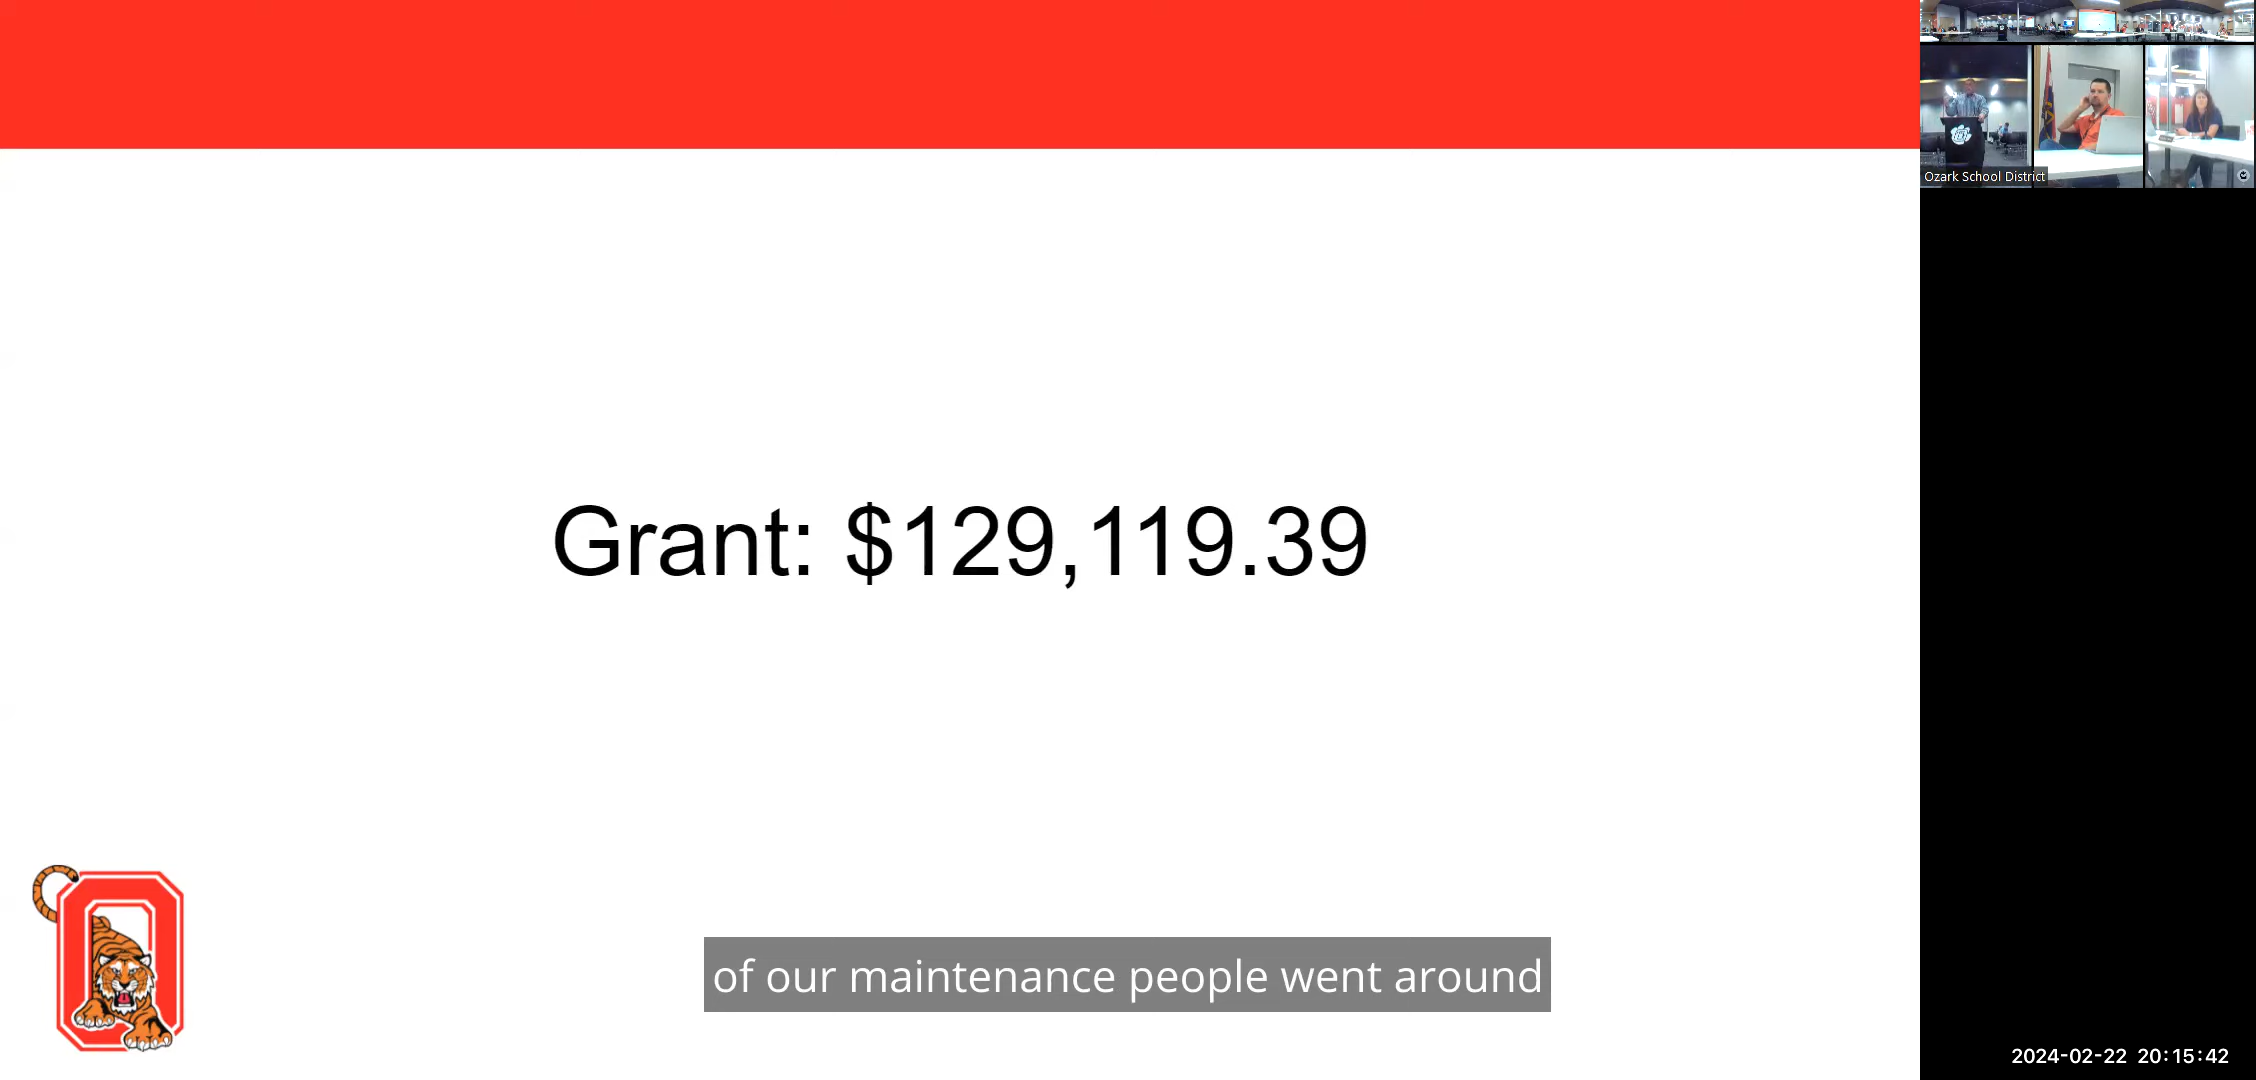 Grant: $129,119.39
of our maintenance people went around
Ozark School District
2024-02-22 20:15:42